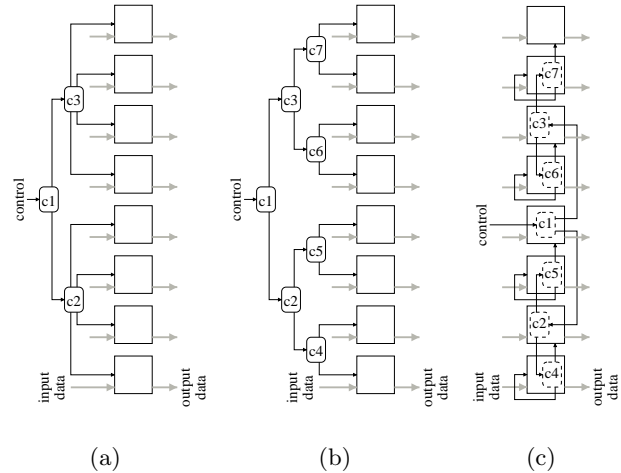 control
c1
c3
c2
input
data
output
data
(a)
control
c1
c3
c2
c7
c6
c5
c4
input
data
output
data
(b)
control
c7
c3
c6
c1
c5
c2
c4
input
data
output
data
(c)